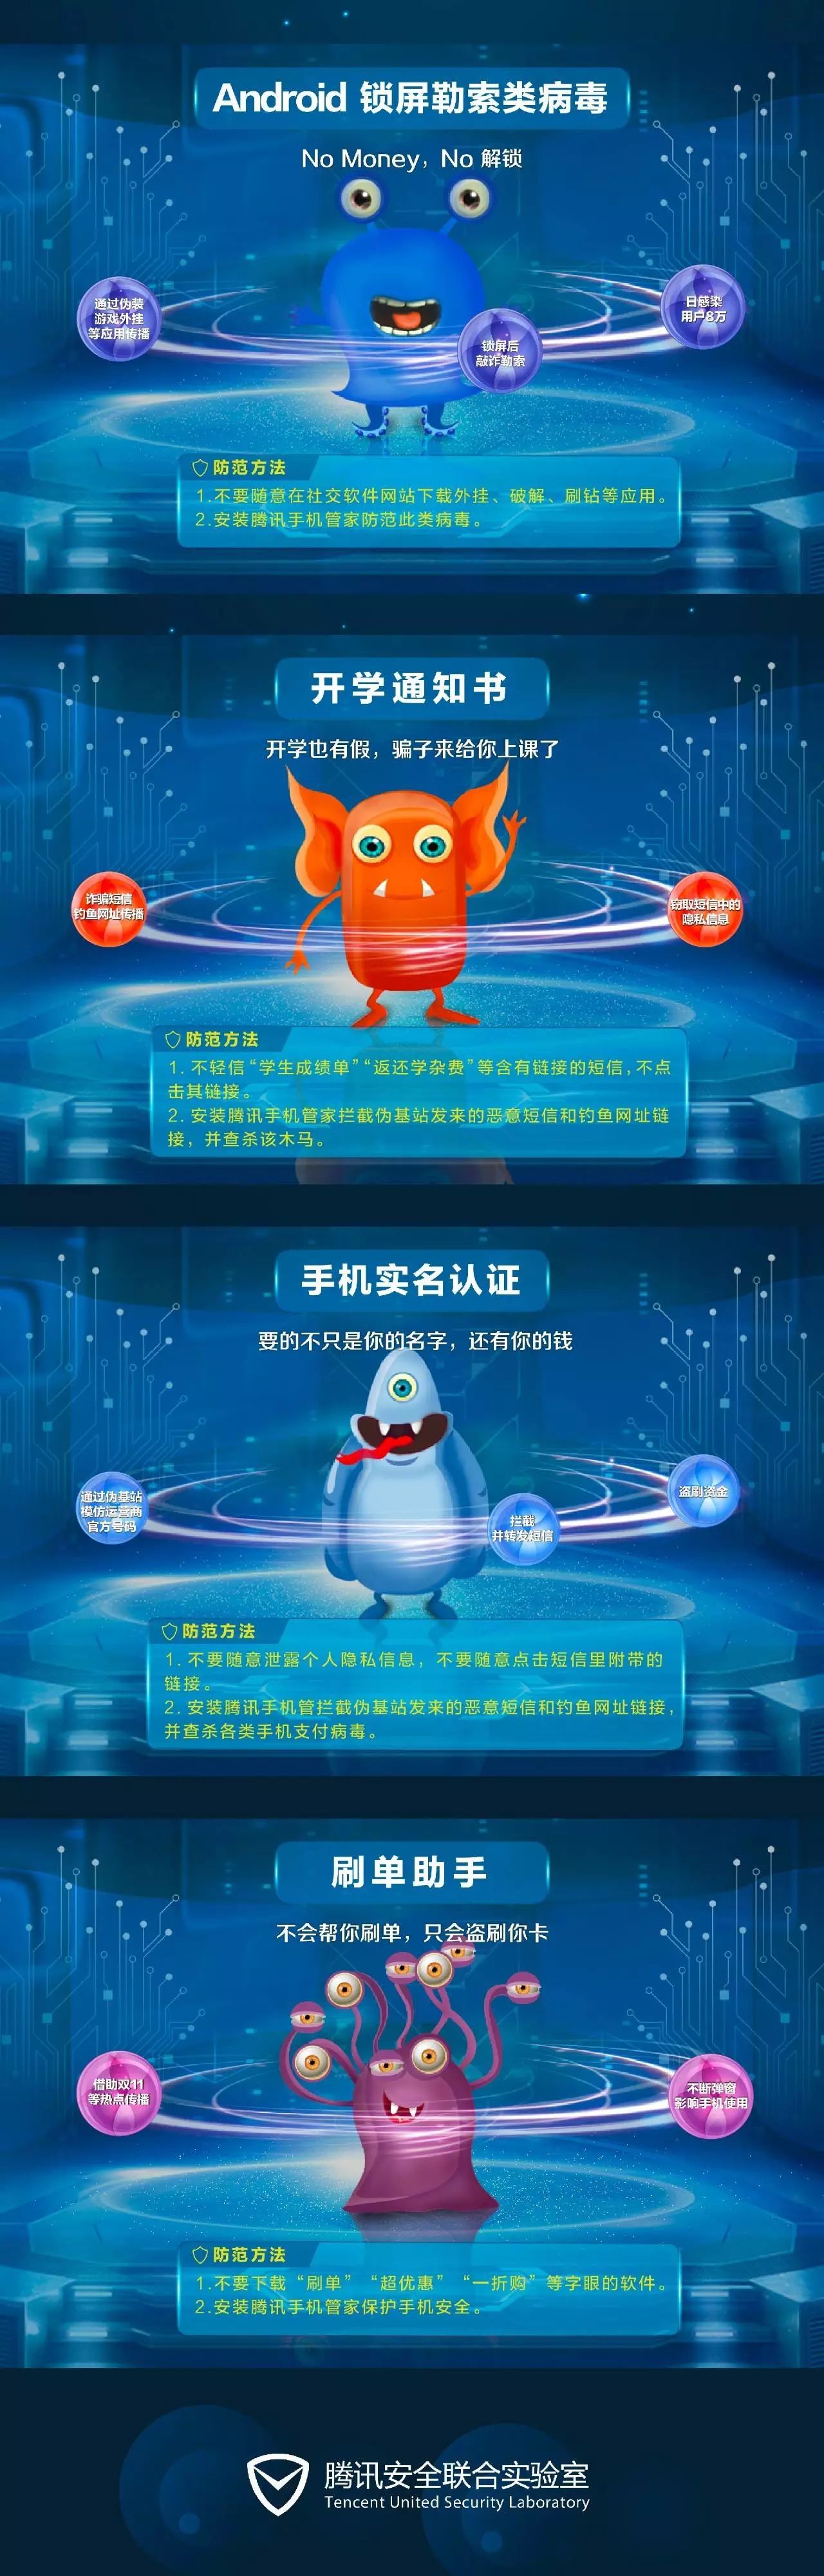 Android 锁屏勒索类病毒
No Money，No 解锁
通过伪装
游戏外挂
等应用传播
日感染
用户8万
锁屏后
敲诈勒索
防范方法
1.不要随意在社交软件网站下载外挂、破解、刷钻等应用。
2.安装腾讯手机管家防范此类病毒。
开学通知书
开学也有假，骗子来给你上课了
诈骗短信
钓鱼网址传播
窃取短信中的
隐私信息
防范方法
1. 不轻信“学生成绩单”“返还学杂费”等含有链接的短信,不点
击其链接。
2. 安装腾讯手机管家拦截伪基站发来的恶意短信和钓鱼网址链
接，并查杀该木马。
手机实名认证
要的不只是你的名字，还有你的钱
通过伪基站
模仿运营商
官方号码
拦截
并转发短信
盗刷资金
防范方法
1. 不要随意泄露个人隐私信息，不要随意点击短信里附带的
链接。
2. 安装腾讯手机管拦截伪基站发来的恶意短信和钓鱼网址链接，
并查杀各类手机支付病毒。
刷单助手
不会帮你刷单，只会盗刷你卡
借助双11
等热点传播
不断弹窗
影响手机使用
防范方法
1.不要下载“刷单”“超优惠”“一折购”等字眼的软件。
2.安装腾讯手机管家保护手机安全。
腾讯安全联合实验室
Tencent United Security Laboratory